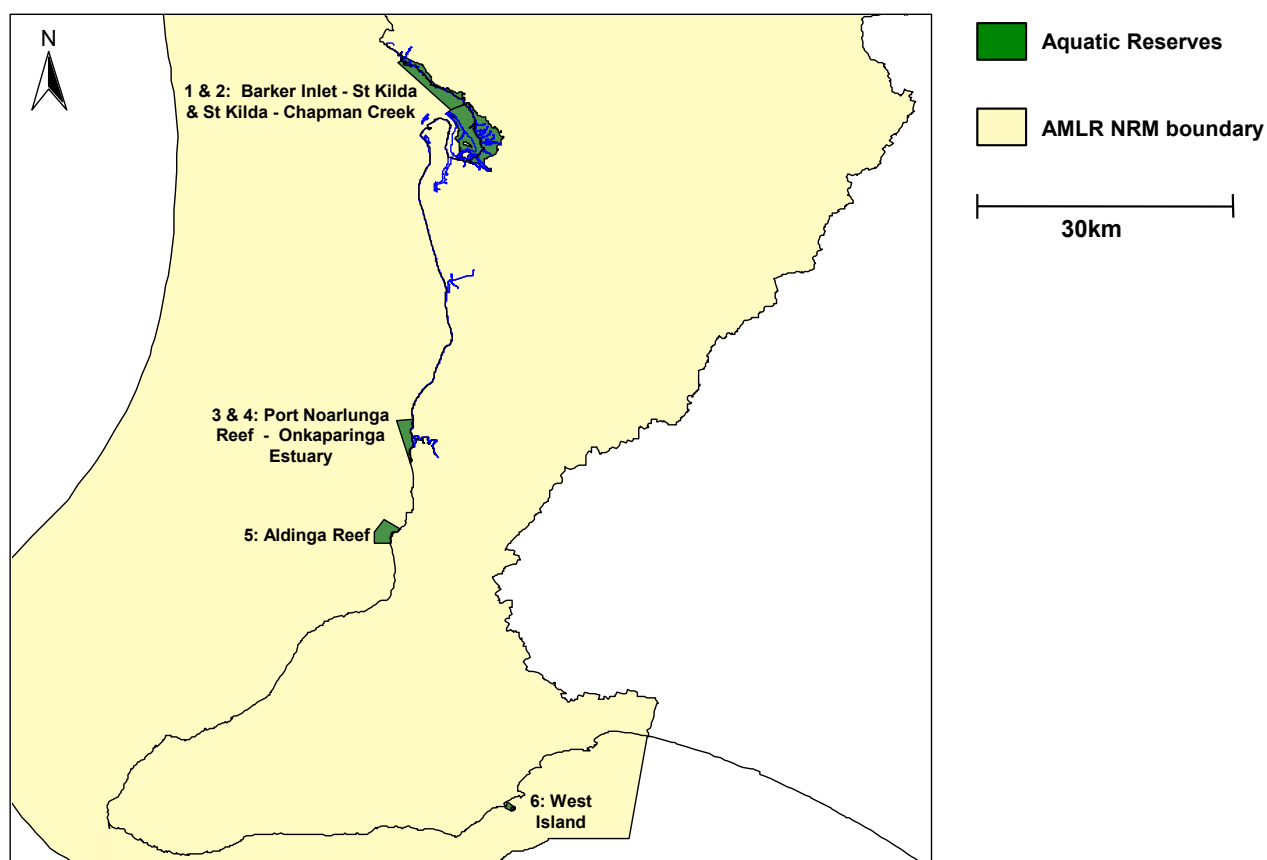 N
1 & 2: Barker Inlet - St Kilda
& St Kilda - Chapman Creek
3 & 4: Port Noarlunga
Reef - Onkaparinga
Estuary
5: Aldinga Reef
6: West
Island
Aquatic Reserves
AMLR NRM boundary
30km